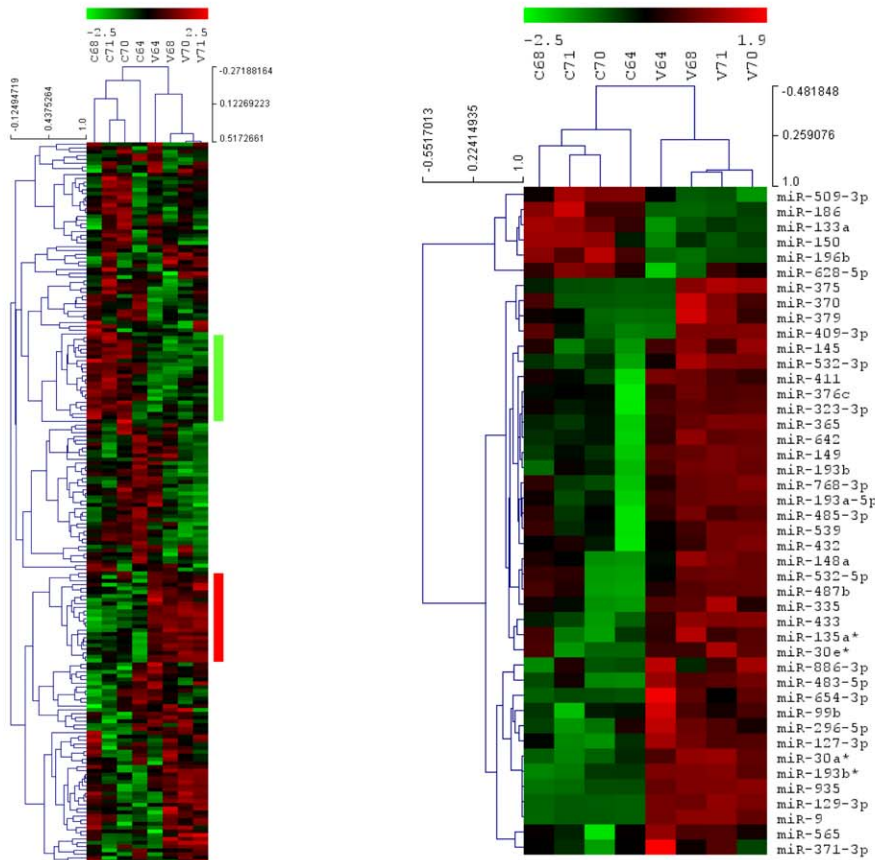 -2.5 2.5
C68 C71 C70 C64 V64 V68 V70 V71
-0.27188164
0.12269223
0.5172661
-0.12494719
0.4375264
1.0
-2.5 1.9
C68 C71 C70 C64 V64 V68 V71 V70
-0.481848
0.259076
1.0
-0.5517013
0.22414935
1.0
miR-509-3p
miR-186
miR-133a
miR-150
miR-196b
miR-628-5p
miR-375
miR-370
miR-379
miR-409-3p
miR-145
miR-532-3p
miR-411
miR-376c
miR-323-3p
miR-365
miR-642
miR-149
miR-193b
miR-768-3p
miR-193a-5p
miR-485-3p
miR-539
miR-432
miR-148a
miR-532-5p
miR-487b
miR-335
miR-433
miR-135a*
miR-30e*
miR-886-3p
miR-483-5p
miR-654-3p
miR-99b
miR-296-5p
miR-127-3p
miR-30a*
miR-193b*
miR-935
miR-129-3p
miR-9
miR-565
miR-371-3p